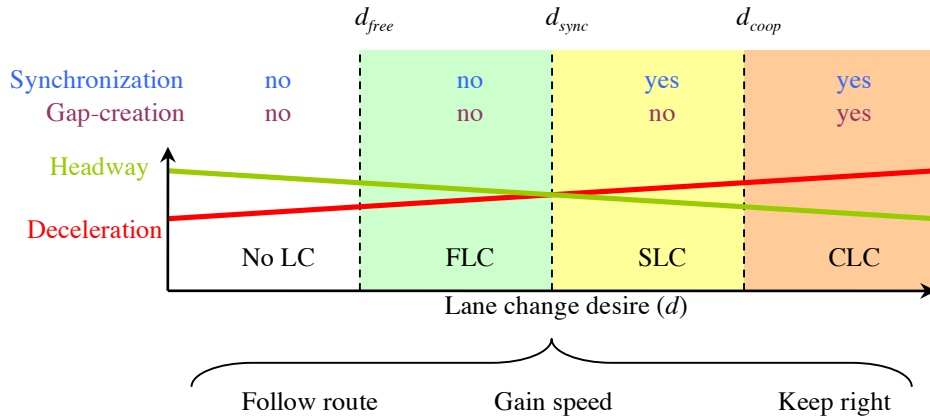 d_free d_sync d_coop
Synchronization no no yes yes
Gap-creation no no no yes
Headway
Deceleration
No LC FLC SLC CLC
Lane change desire (d)
Follow route Gain speed Keep right